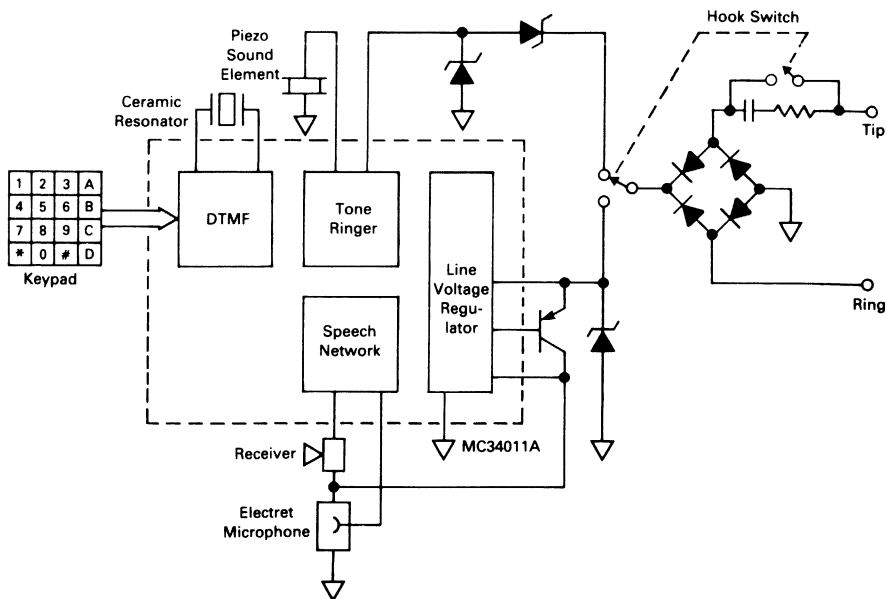 Hook Switch
Piezo
Sound
Element
Ceramic
Resonator
Tip
1 2 3 A
4 5 6 B
7 8 9 C
* 0 # D
Keypad
DTMF
Tone
Ringer
Line
Voltage
Regu-
lator
Ring
Speech
Network
MC34011A
Receiver
Electret
Microphone